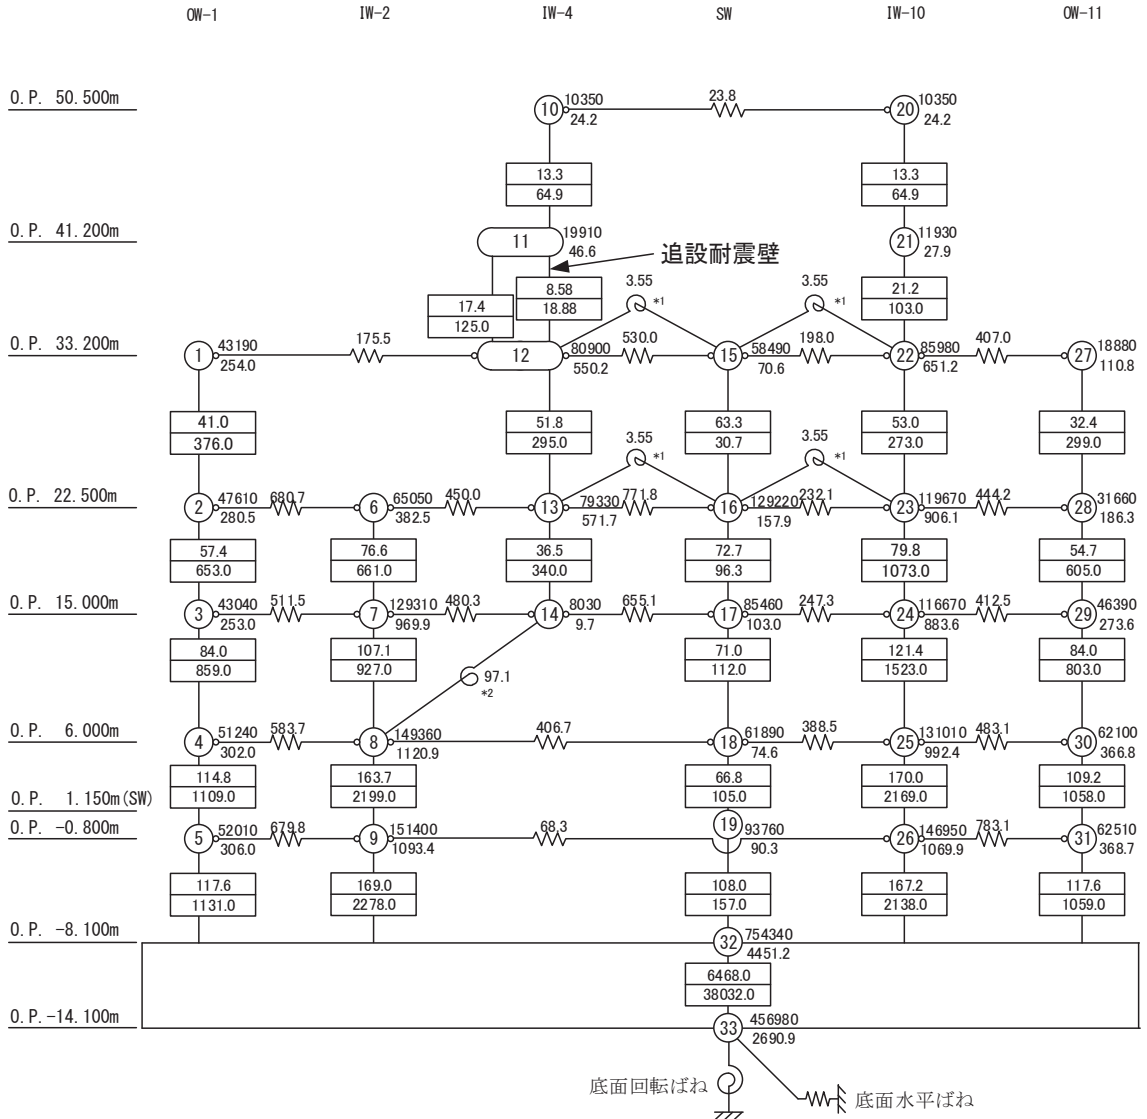 OW-1 IW-2 IW-4 SW IW-10 OW-11
O.P. 50.500m 10 10350 23.8 20 10350
24.2 24.2
13.3 13.3
64.9 64.9
O.P. 41.200m 11 19910 21 11930
46.6 27.9
追設耐震壁
8.58 3.55 3.55 21.2
17.4 18.88 *1 *1 103.0
125.0
O.P. 33.200m 1 43190 175.5 12 80900 530.0 15 58490 198.0 22 85980 407.0 27 18880
254.0 550.2 70.6 651.2 110.8
41.0 51.8 63.3 53.0 32.4
376.0 295.0 30.7 273.0 299.0
3.55 3.55
*1 *1
O.P. 22.500m 2 47610 680.7 6 65050 450.0 13 79330 771.8 16 129220 232.1 23 119670 444.2 28 31660
280.5 382.5 571.7 157.9 906.1 186.3
57.4 76.6 36.5 72.7 79.8 54.7
653.0 661.0 340.0 96.3 1073.0 605.0
O.P. 15.000m 3 43040 511.5 7 129310 480.3 14 8030 655.1 17 85460 247.3 24 116670 412.5 29 46390
253.0 969.9 9.7 103.0 883.6 273.6
84.0 107.1 71.0 121.4 84.0
859.0 927.0 112.0 1523.0 803.0
97.1
*2
O.P. 6.000m 4 51240 583.7 8 149360 406.7 18 61890 388.5 25 131010 483.1 30 62100
302.0 1120.9 74.6 992.4 366.8
114.8 163.7 66.8 170.0 109.2
1109.0 2199.0 105.0 2169.0 1058.0
O.P. 1.150m(SW)
O.P. -0.800m 5 52010 679.8 9 151400 68.3 19 93760 26 146950 783.1 31 62510
306.0 1093.4 90.3 1069.9 368.7
117.6 169.0 108.0 167.2 117.6
1131.0 2278.0 157.0 2138.0 1059.0
O.P. -8.100m 32 754340
4451.2
6468.0
38032.0
O.P.-14.100m 33 456980
2690.9
底面回転ばね 底面水平ばね